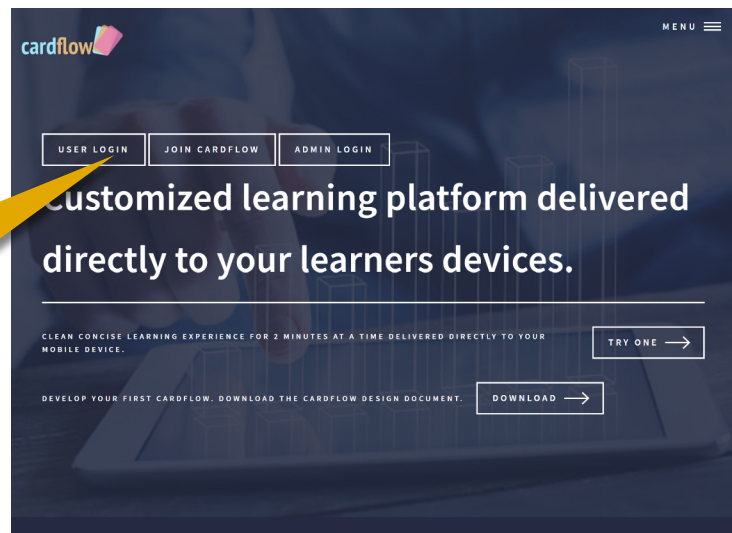 MENU
cardflow
USER LOGIN
JOIN CARDFLOW
ADMIN LOGIN
Customized learning platform delivered
directly to your learners devices.
CLEAN CONCISE LEARNING EXPERIENCE FOR 2 MINUTES AT A TIME DELIVERED DIRECTLY TO YOUR
MOBILE DEVICE.
TRY ONE
DEVELOP YOUR FIRST CARDFLOW. DOWNLOAD THE CARDFLOW DESIGN DOCUMENT.
DOWNLOAD